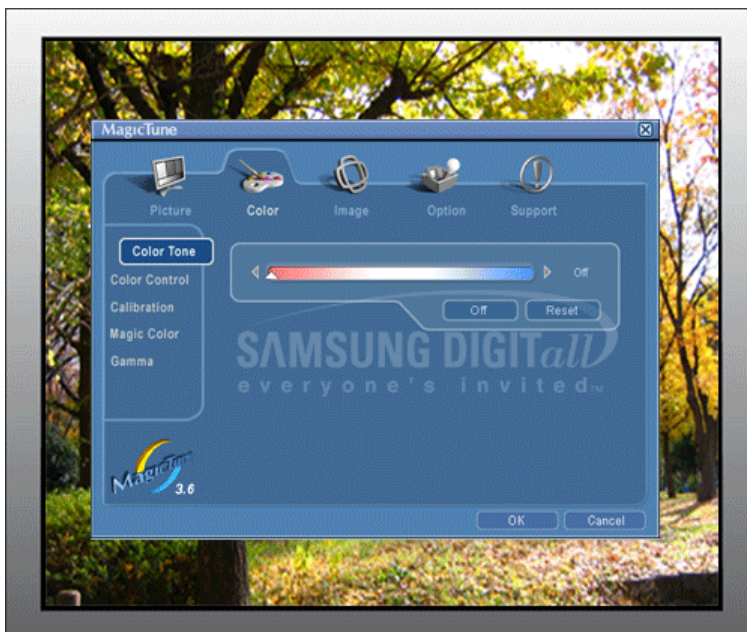 MagicTune
Picture
Color
Image
Option
Support
Color Tone
Color Control
Calibration
Magic Color
Gamma
Off
Off
Reset
SAMSUNG DIGITall
everyone's invited™
MagicTune
3.6
OK
Cancel